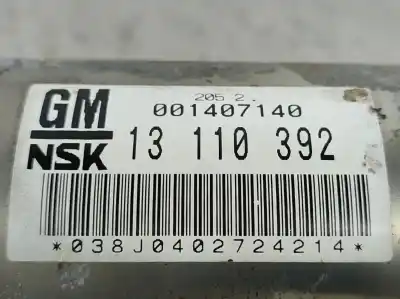 205 2.
GM 001407140
NSK 13 110 392
*038J0402724214*